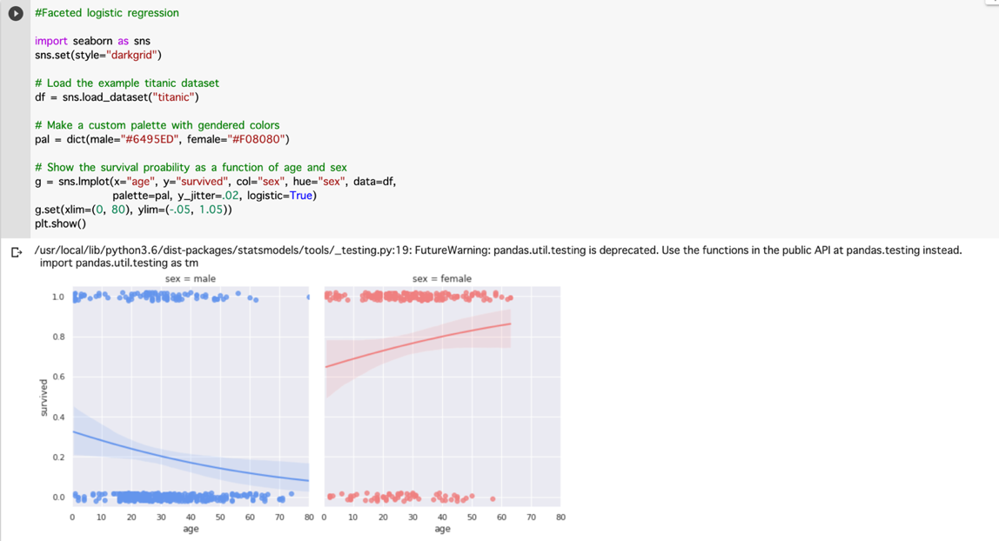 #Faceted logistic regression
import seaborn as sns
sns.set(style="darkgrid")
# Load the example titanic dataset
df = sns.load_dataset("titanic")
# Make a custom palette with gendered colors
pal = dict(male="#6495ED", female="#F08080")
# Show the survival proability as a function of age and sex
g = sns.lmplot(x="age", y="survived", col="sex", hue="sex", data=df,
palette=pal, y_jitter=.02, logistic=True)
g.set(xlim=(0, 80), ylim=(-.05, 1.05))
plt.show()
/usr/local/lib/python3.6/dist-packages/statsmodels/tools/_testing.py:19: FutureWarning: pandas.util.testing is deprecated. Use the functions in the public API at pandas.testing instead.
import pandas.util.testing as tm
sex = male
sex = female
1.0
0.8
0.6
0.4
0.2
0.0
survived
0 10 20 30 40 50 60 70 80
0 10 20 30 40 50 60 70 80
age
age